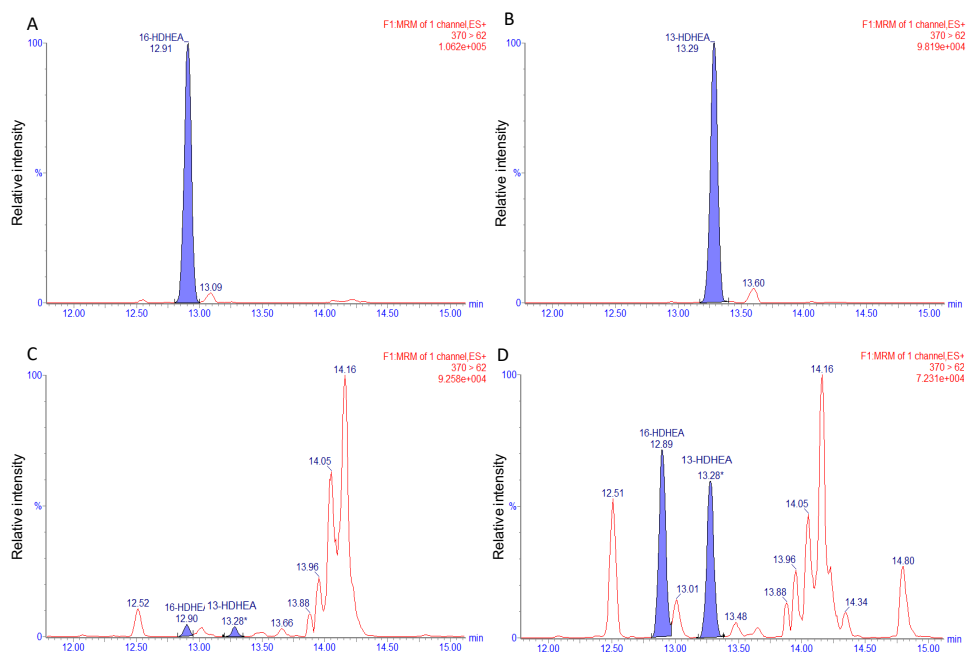 A
F1:MRM of 1 channel,ES+
370 > 62
1.062e+005
16-HDHEA_
12.91
100
Relative intensity
%
13.09
0
min
12.00 12.50 13.00 13.50 14.00 14.50 15.00
B
F1:MRM of 1 channel,ES+
370 > 62
9.819e+004
13-HDHEA_
13.29
100
Relative intensity
%
13.60
0
min
12.00 12.50 13.00 13.50 14.00 14.50 15.00
C
F1:MRM of 1 channel,ES+
370 > 62
9.258e+004
100
14.16
14.05
Relative intensity
%
13.96
12.52
16-HDHEA
12.90
13-HDHEA
13.28*
13.66
13.88
0
min
12.00 12.50 13.00 13.50 14.00 14.50 15.00
D
F1:MRM of 1 channel,ES+
370 > 62
7.231e+004
100
14.16
16-HDHEA
12.89
13-HDHEA
13.28*
12.51
14.05
Relative intensity
%
13.96
14.80
13.01
13.88
14.34
13.48
0
min
12.00 12.50 13.00 13.50 14.00 14.50 15.00